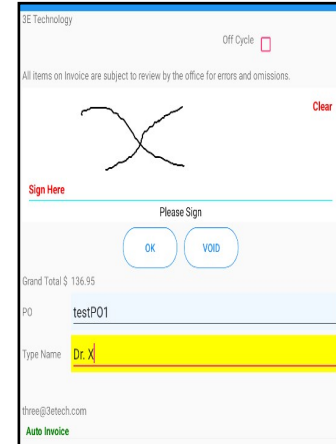 3E Technology
Off Cycle
All items on Invoice are subject to review by the office for errors and omissions.
Clear
Sign Here
Please Sign
OK VOID
Grand Total $ 136.95
PO testPO1
Type Name Dr. X
three@3etech.com
Auto Invoice